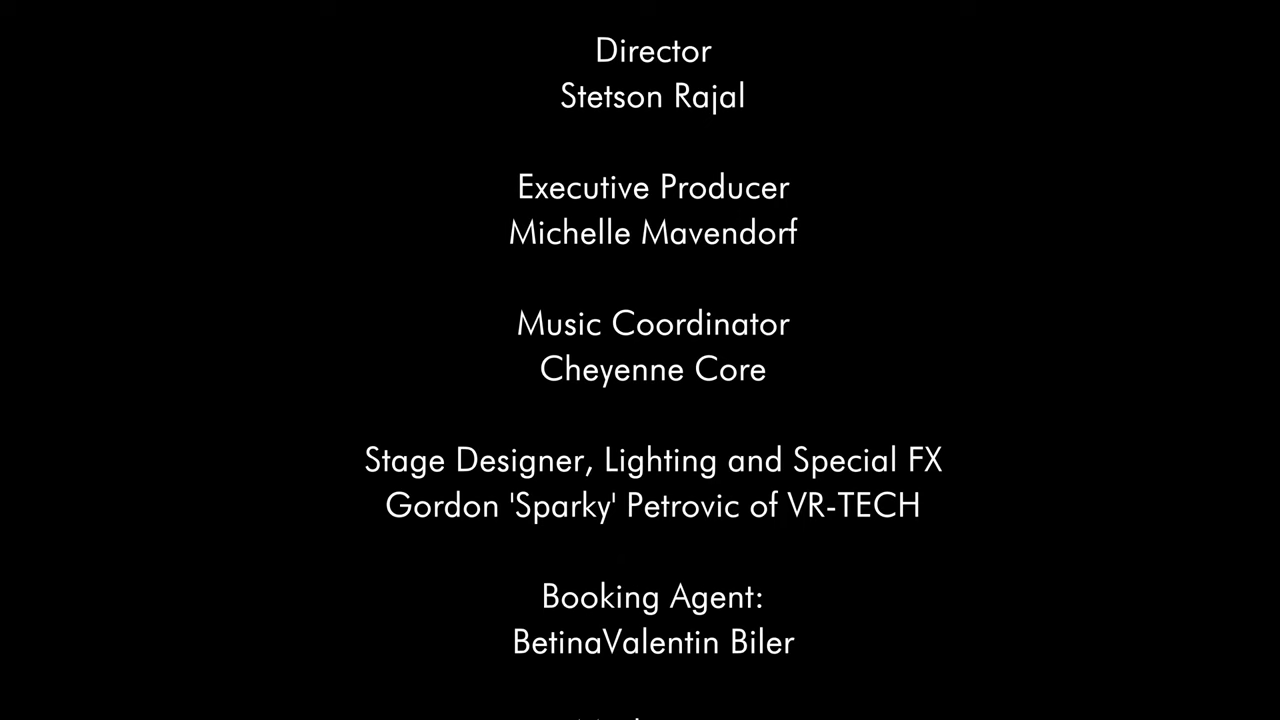 Director
Stetson Rajal
Executive Producer
Michelle Mavendorf
Music Coordinator
Cheyenne Core
Stage Designer, Lighting and Special FX
Gordon 'Sparky' Petrovic of VR-TECH
Booking Agent:
BetinaValentin Biler